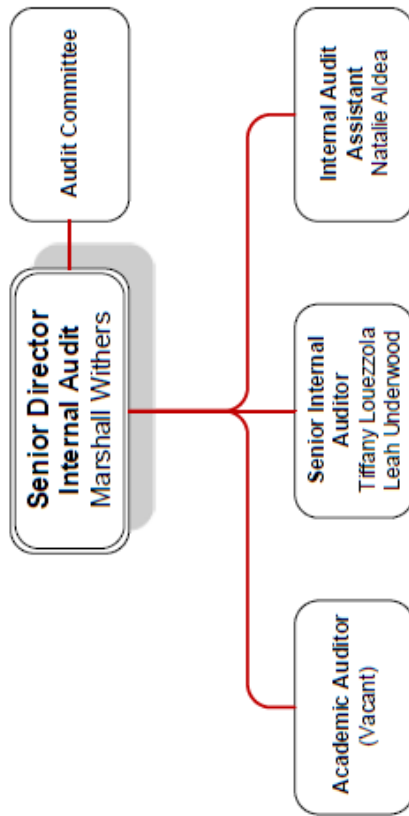 Senior Director
Internal Audit
Marshall Withers
Audit Committee
Academic Auditor
(Vacant)
Senior Internal
Auditor
Tiffany Louezzola
Leah Underwood
Internal Audit
Assistant
Natalie Aldea